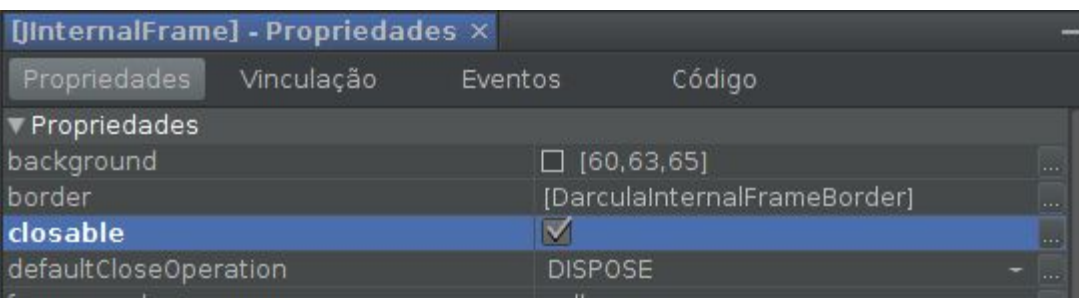 [JInternalFrame] - Propriedades ×
Propriedades Vinculação Eventos Código
Propriedades
background [60,63,65] ...
border [DarculaInternalFrameBorder] ...
closable ...
defaultCloseOperation DISPOSE ...